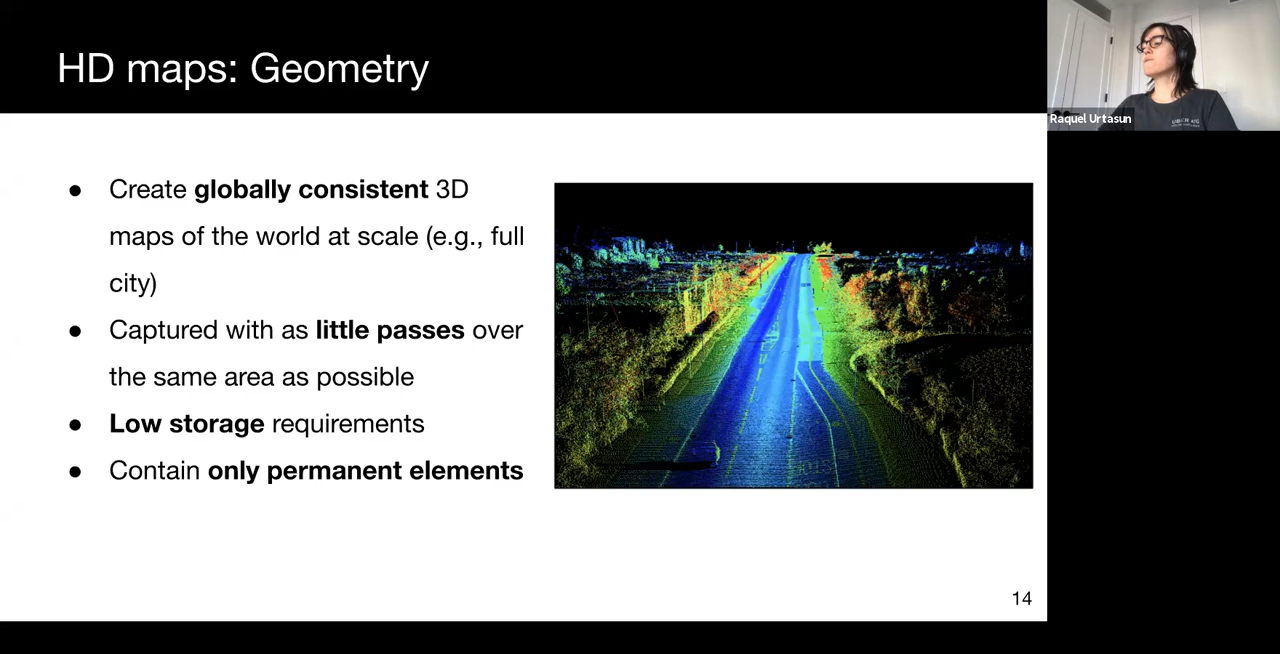 HD maps: Geometry
Raquel Urtasun
● Create globally consistent 3D
maps of the world at scale (e.g., full
city)
● Captured with as little passes over
the same area as possible
● Low storage requirements
● Contain only permanent elements
14